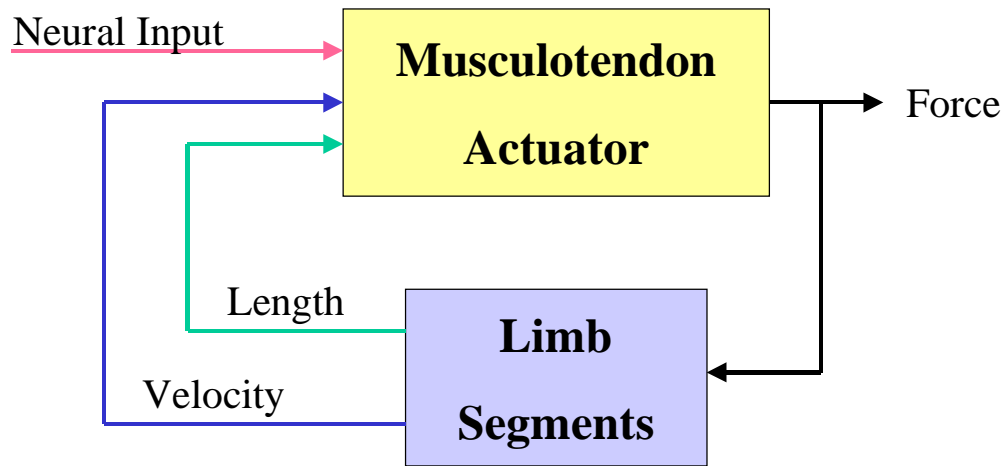 Neural Input
Musculotendon
Actuator
Force
Length
Limb
Velocity
Segments